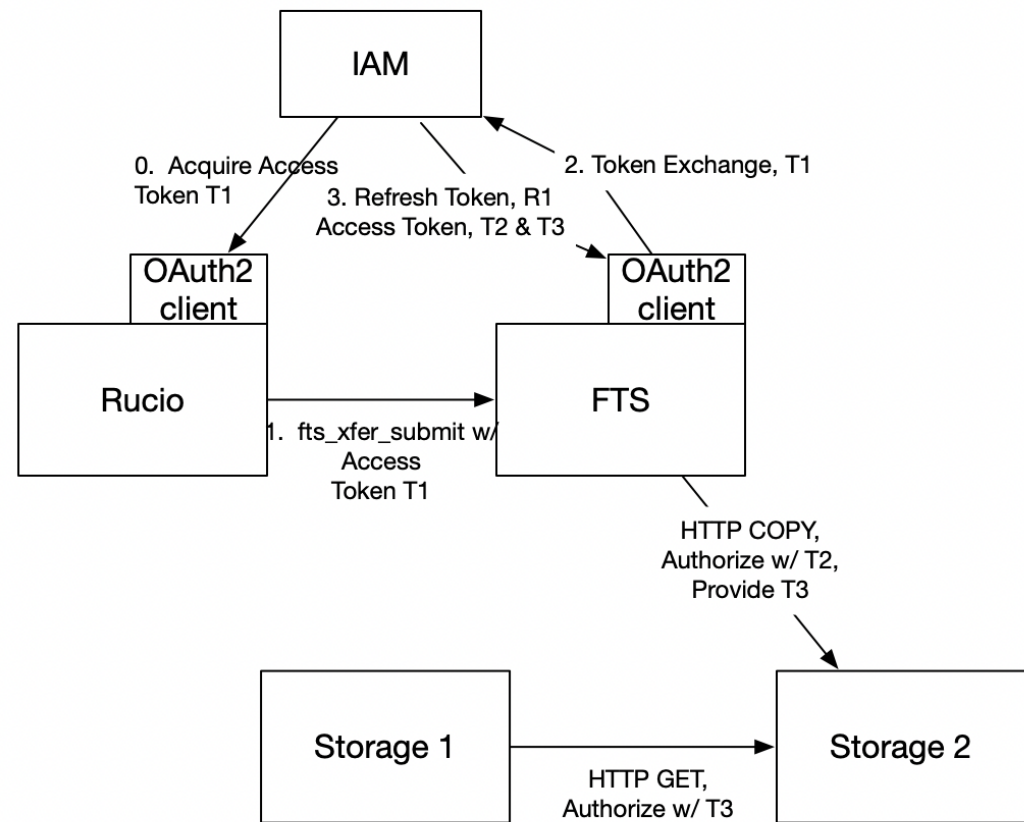 IAM
0.  Acquire Access
Token T1
2. Token Exchange, T1
3. Refresh Token, R1
Access Token, T2 & T3
OAuth2
client
OAuth2
client
Rucio
FTS
1.  fts_xfer_submit w/
Access
Token T1
HTTP COPY,
Authorize w/ T2,
Provide T3
Storage 1
Storage 2
HTTP GET,
Authorize w/ T3